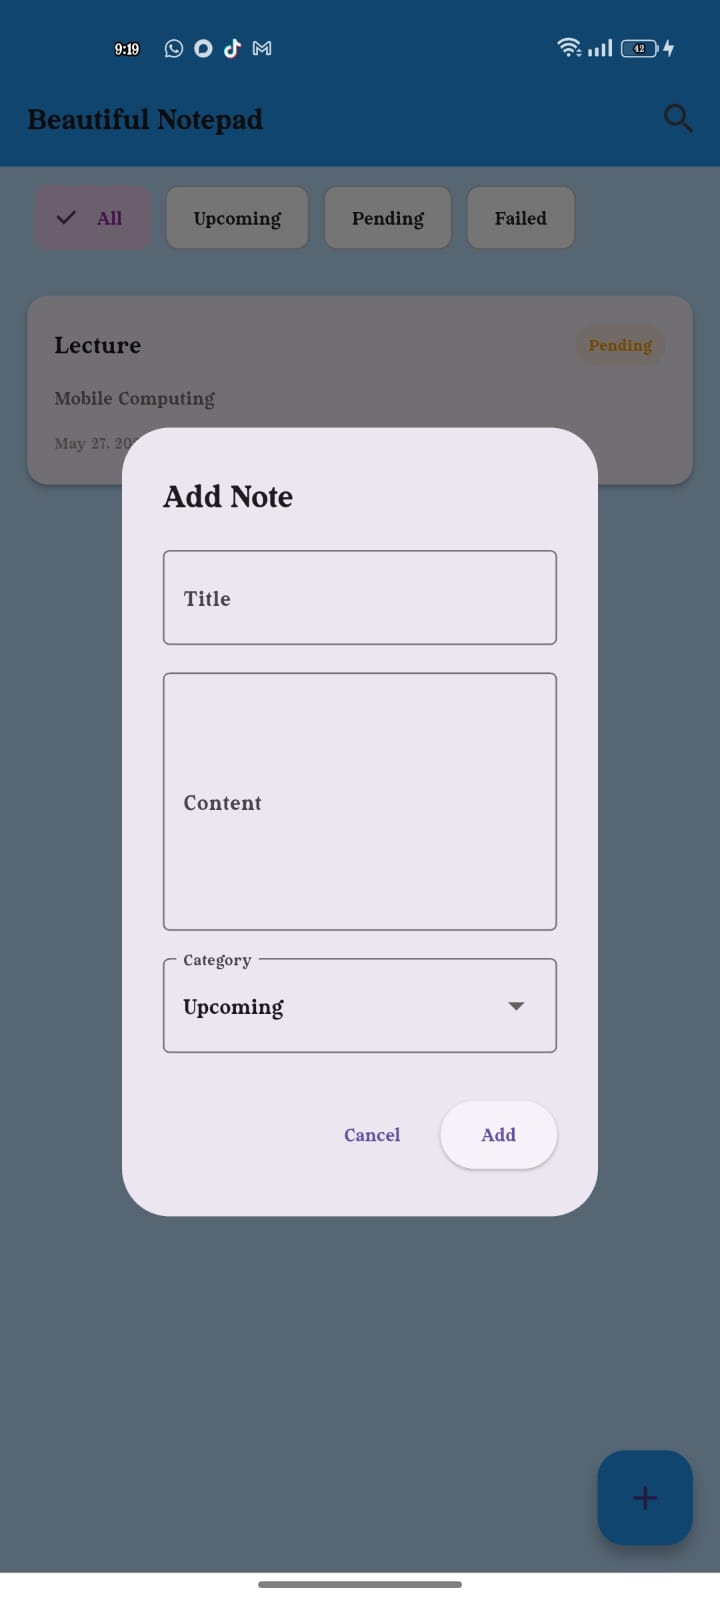 9:19 42
Beautiful Notepad
All Upcoming Pending Failed
Lecture Pending
Mobile Computing
May 27, 20
Add Note
Title
Content
Category
Upcoming
Cancel Add